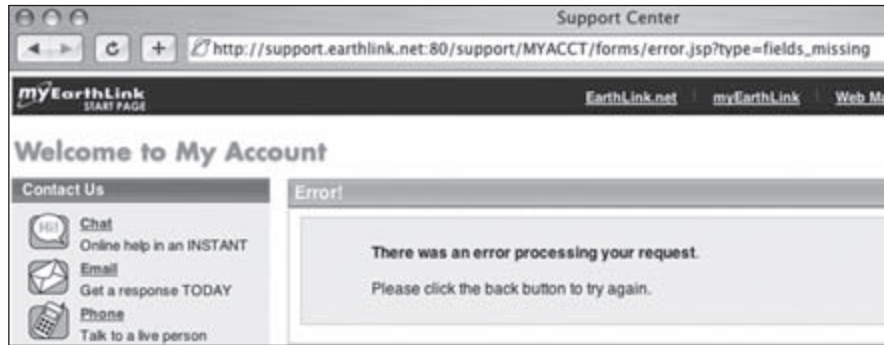 Support Center
http://support.earthlink.net:80/support/MYACCT/forms/error.jsp?type=fields_missing
myEarthLink
START PAGE
EarthLink.net myEarthLink Web
Welcome to My Account
Contact Us
Error!
Hi!
Chat
Online help in an INSTANT
Email
Get a response TODAY
Phone
Talk to a live person
There was an error processing your request.
Please click the back button to try again.